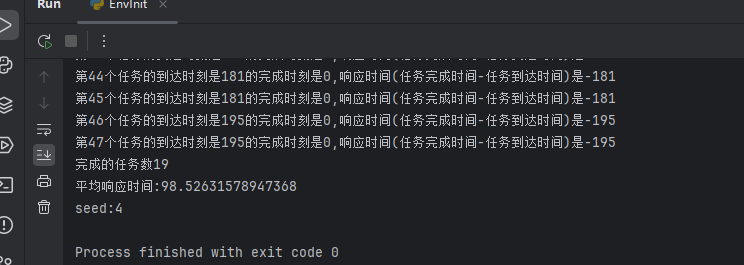 Run
EnvInit
第44个任务的到达时刻是181的完成时刻是0,响应时间(任务完成时间-任务到达时间)是-181
第45个任务的到达时刻是181的完成时刻是0,响应时间(任务完成时间-任务到达时间)是-181
第46个任务的到达时刻是195的完成时刻是0,响应时间(任务完成时间-任务到达时间)是-195
第47个任务的到达时刻是195的完成时刻是0,响应时间(任务完成时间-任务到达时间)是-195
完成的任务数19
平均响应时间:98.52631578947368
seed:4
Process finished with exit code 0